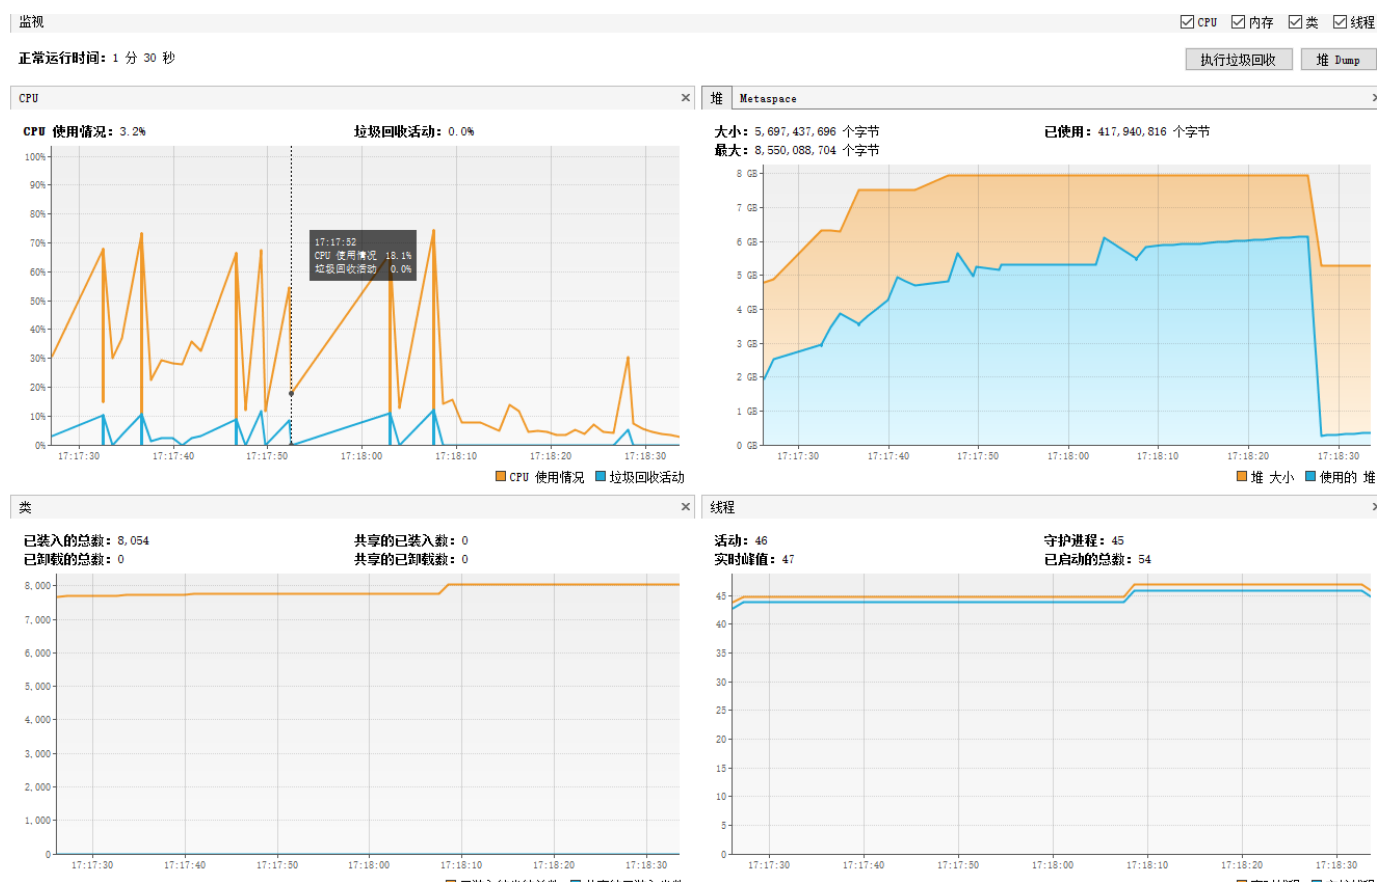 监视
CPU 内存 类 线程
正常运行时间: 1 分 30 秒
执行垃圾回收 堆 Dump
CPU
CPU 使用情况: 3.2% 垃圾回收活动: 0.0%
100%
90%
80%
70%
60%
50%
40%
30%
20%
10%
0%
17:17:52
CPU 使用情况 18.1%
垃圾回收活动 0.0%
17:17:30 17:17:40 17:17:50 17:18:00 17:18:10 17:18:20 17:18:30
CPU 使用情况 垃圾回收活动
堆 Metaspace
大小: 5,697,437,696 个字节 已使用: 417,940,816 个字节
最大: 8,550,088,704 个字节
8 GB
7 GB
6 GB
5 GB
4 GB
3 GB
2 GB
1 GB
0 GB
17:17:30 17:17:40 17:17:50 17:18:00 17:18:10 17:18:20 17:18:30
堆 大小 使用的 堆
类
已装入的总数: 8,054 共享的已装入数: 0
已卸载的总数: 0 共享的已卸载数: 0
8,000
7,000
6,000
5,000
4,000
3,000
2,000
1,000
0
17:17:30 17:17:40 17:17:50 17:18:00 17:18:10 17:18:20 17:18:30
线程
活动: 46 守护进程: 45
实时峰值: 47 已启动的总数: 54
45
40
35
30
25
20
15
10
5
0
17:17:30 17:17:40 17:17:50 17:18:00 17:18:10 17:18:20 17:18:30